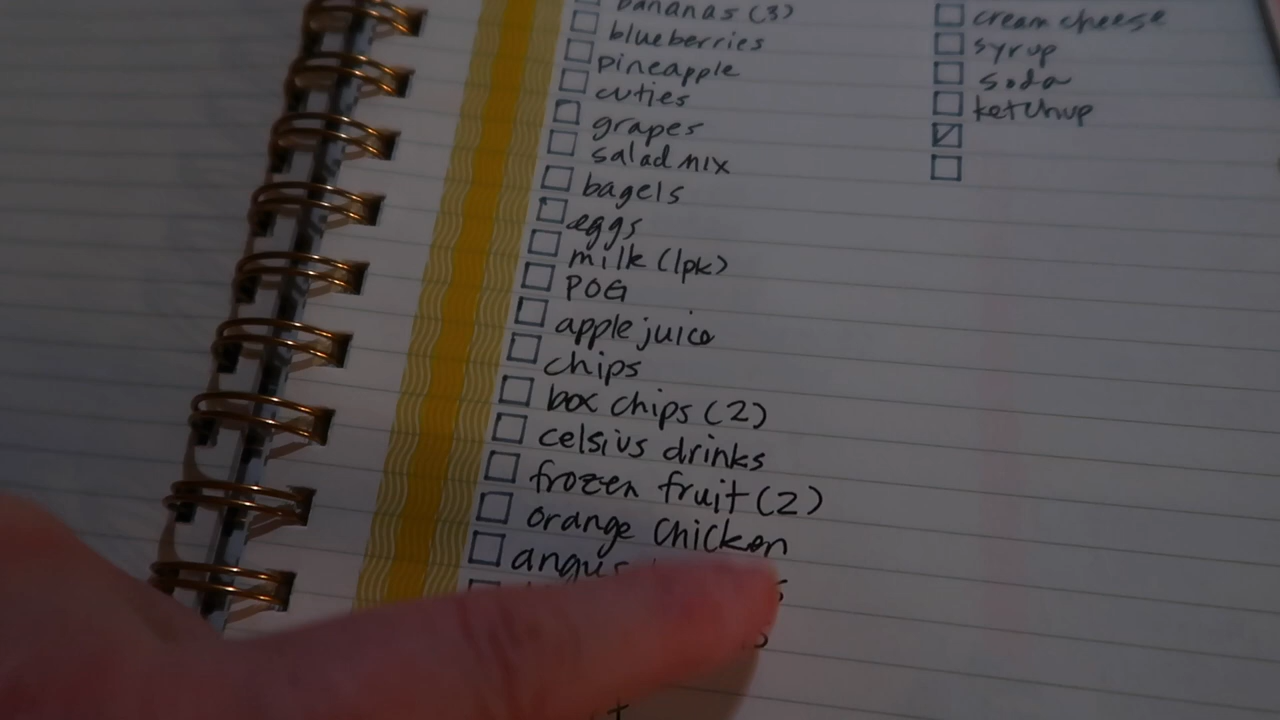 bananas (3)
blueberries
pineapple
cuties
grapes
salad mix
bagels
eggs
milk (1pk)
POG
apple juice
chips
box chips (2)
celsius drinks
frozen fruit (2)
orange chicken
angus
cream cheese
syrup
soda
ketchup